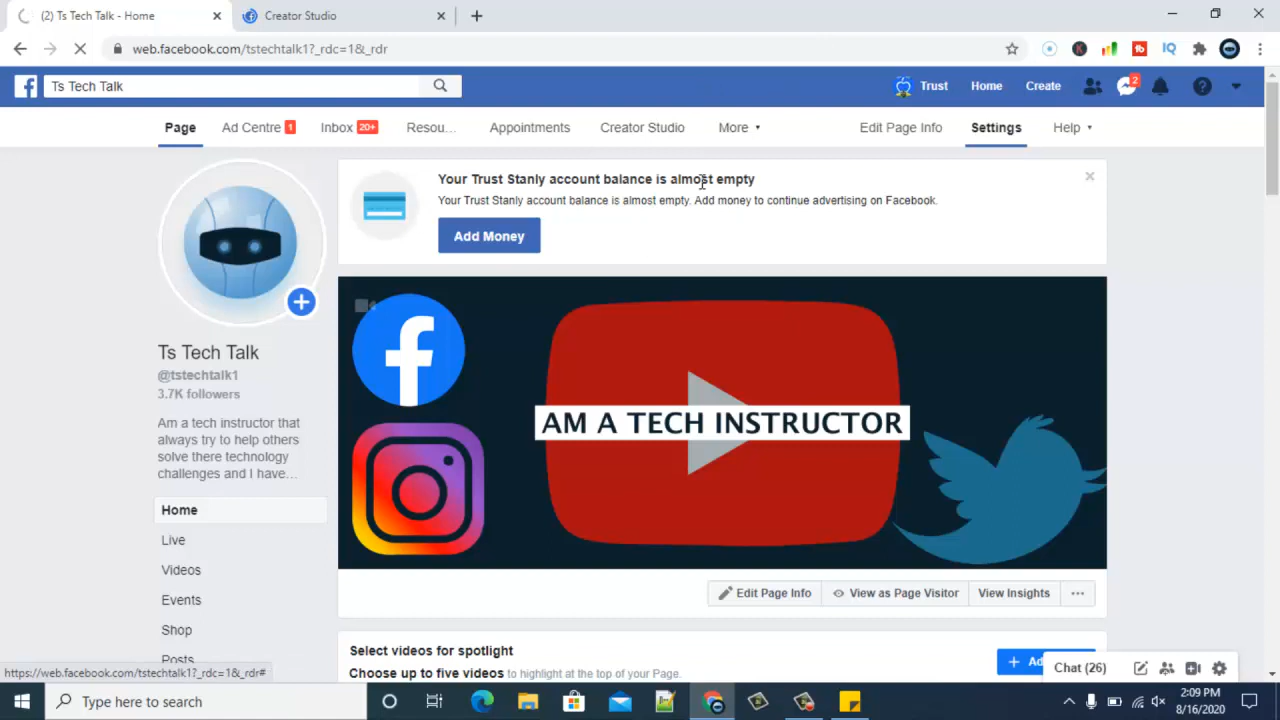 (2) Ts Tech Talk - Home
Creator Studio
web.facebook.com/tstechtalk1?_rdc=1&_rdr
Ts Tech Talk
Trust
Home
Create
2
Page
Ad Centre 1
Inbox 20+
Resou...
Appointments
Creator Studio
More
Edit Page Info
Settings
Help
Your Trust Stanly account balance is almost empty
Your Trust Stanly account balance is almost empty. Add money to continue advertising on Facebook.
Add Money
AM A TECH INSTRUCTOR
Ts Tech Talk
@tstechtalk1
3.7K followers
Am a tech instructor that
always try to help others
solve there technology
challenges and I have...
Home
Live
Videos
Events
Shop
Posts
Edit Page Info
View as Page Visitor
View Insights
Select videos for spotlight
Choose up to five videos to highlight at the top of your Page.
Chat (26)
https://web.facebook.com/tstechtalk1?_rdc=1&_rdr#
Type here to search
2:09 PM
8/16/2020